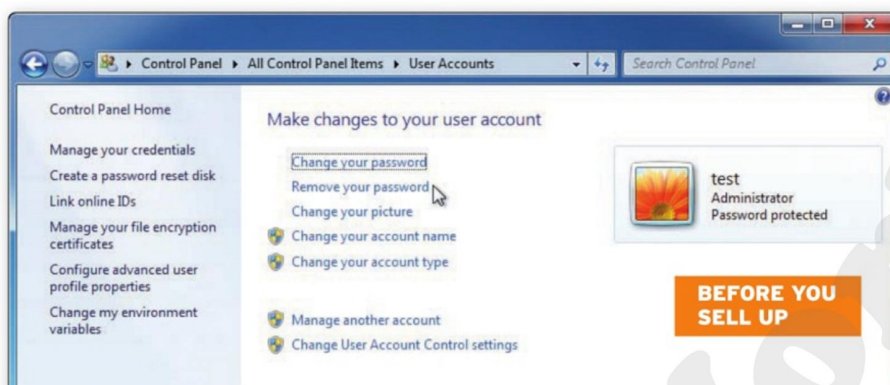 Control Panel ▸ All Control Panel Items ▸ User Accounts
Search Control Panel
Control Panel Home
Manage your credentials
Create a password reset disk
Link online IDs
Manage your file encryption
certificates
Configure advanced user
profile properties
Change my environment
variables
Make changes to your user account
Change your password
Remove your password
Change your picture
Change your account name
Change your account type
Manage another account
Change User Account Control settings
test
Administrator
Password protected
BEFORE YOU
SELL UP